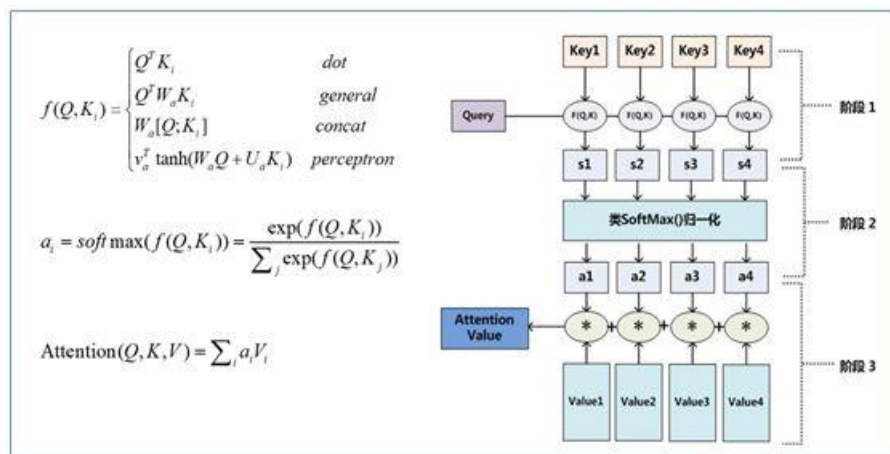 f(Q,K_i) = { Q^T K_i dot
Q^T W_a K_i general
W_a[Q;K_i] concat
v_a^T tanh(W_a Q + U_a K_i) perceptron
a_i = softmax(f(Q,K_i)) = exp(f(Q,K_i)) / ∑_j exp(f(Q,K_j))
Attention(Q,K,V) = ∑_i a_i V_i
Key1 Key2 Key3 Key4
阶段 1
Query F(Q,K) F(Q,K) F(Q,K) F(Q,K)
s1 s2 s3 s4
类SoftMax()归一化
阶段 2
a1 a2 a3 a4
Attention
Value
* + * + * + *
阶段 3
Value1 Value2 Value3 Value4